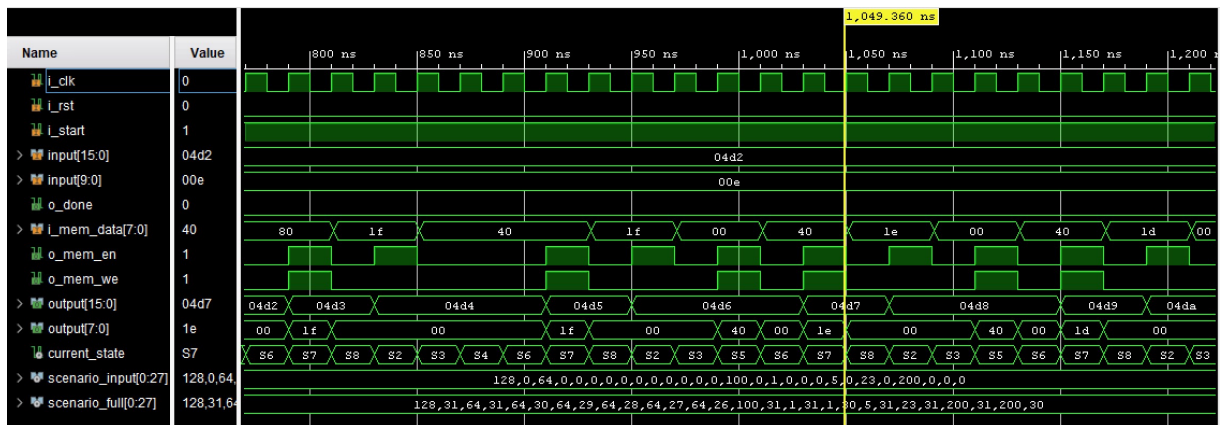 1,049.360 ns
Name Value 800 ns 850 ns 900 ns 950 ns 1,000 ns 1,050 ns 1,100 ns 1,150 ns 1,200
i_clk 0
i_rst 0
i_start 1
input[15:0] 04d2 04d2
input[9:0] 00e 00e
o_done 0
i_mem_data[7:0] 40 80 1f 40 1f 00 40 1e 00 40 1d 00
o_mem_en 1
o_mem_we 1
output[15:0] 04d7 04d2 04d3 04d4 04d5 04d6 04d7 04d8 04d9 04da
output[7:0] 1e 00 1f 00 1f 00 40 00 1e 00 40 00 1d 00
current_state S7 S6 S7 S8 S2 S3 S4 S6 S7 S8 S2 S3 S5 S6 S7 S8 S2 S3 S5 S6 S7 S8 S2 S3
scenario_input[0:27] 128,0,64, 128,0,64,0,0,0,0,0,0,0,0,0,0,0,100,0,1,0,0,0,5,0,23,0,200,0,0,0
scenario_full[0:27] 128,31,64 128,31,64,31,64,30,64,29,64,28,64,27,64,26,100,31,1,31,1,30,5,31,23,31,200,31,200,30